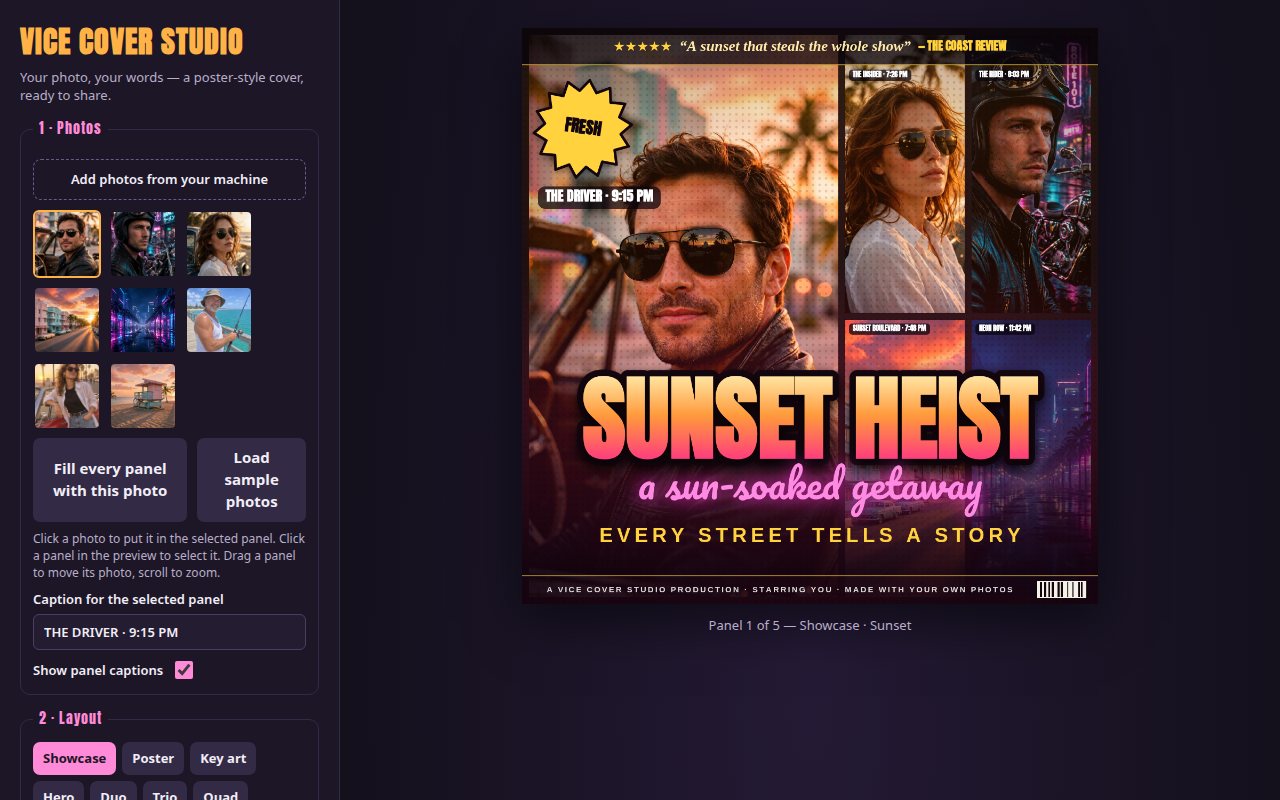 VICE COVER STUDIO
Your photo, your words — a poster-style cover,
ready to share.
1 · Photos
Add photos from your machine
Fill every panel
with this photo
Load
sample
photos
Click a photo to put it in the selected panel. Click
a panel in the preview to select it. Drag a panel
to move its photo, scroll to zoom.
Caption for the selected panel
THE DRIVER · 9:15 PM
Show panel captions
2 · Layout
Showcase
Poster
Key art
Hero
Duo
Trio
Quad
★★★★★ “A sunset that steals the whole show” — THE COAST REVIEW
FRESH
THE DRIVER · 9:15 PM
THE INSIDER · 7:26 PM
THE RIDER · 8:03 PM
ROUTE 101
SUNSET BOULEVARD · 7:48 PM
NEON ROW · 11:42 PM
SUNSET HEIST
a sun-soaked getaway
EVERY STREET TELLS A STORY
A VICE COVER STUDIO PRODUCTION · STARRING YOU · MADE WITH YOUR OWN PHOTOS
Panel 1 of 5 — Showcase · Sunset